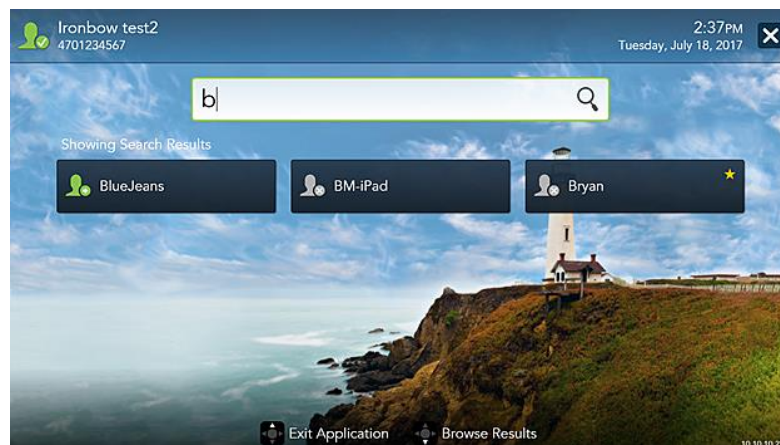 Ironbow test2
4701234567
2:37PM
Tuesday, July 18, 2017
b
Showing Search Results
BlueJeans
BM-iPad
Bryan
Exit Application
Browse Results